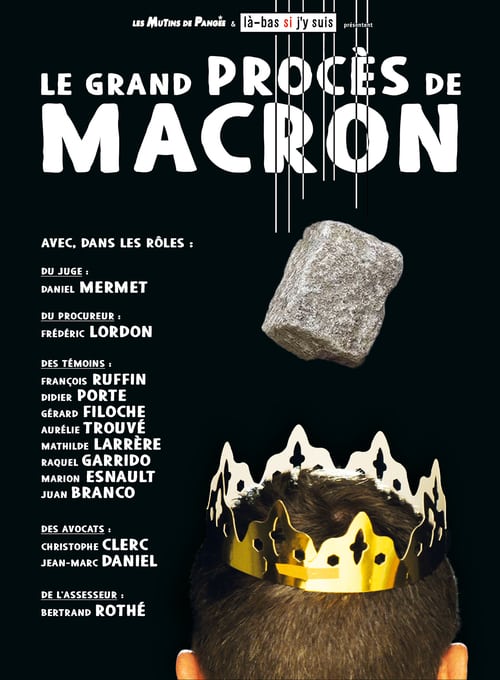 LES MUTINS DE PANGÉE & là-bas si j'y suis présentent
LE GRAND PROCÈS DE
MACRON
AVEC, DANS LES RÔLES :
DU JUGE :
DANIEL MERMET
DU PROCUREUR :
FRÉDÉRIC LORDON
DES TÉMOINS :
FRANÇOIS RUFFIN
DIDIER PORTE
GÉRARD FILOCHE
AURÉLIE TROUVÉ
MATHILDE LARRÈRE
RAQUEL GARRIDO
MARION ESNAULT
JUAN BRANCO
DES AVOCATS :
CHRISTOPHE CLERC
JEAN-MARC DANIEL
DE L'ASSESSEUR :
BERTRAND ROTHÉ